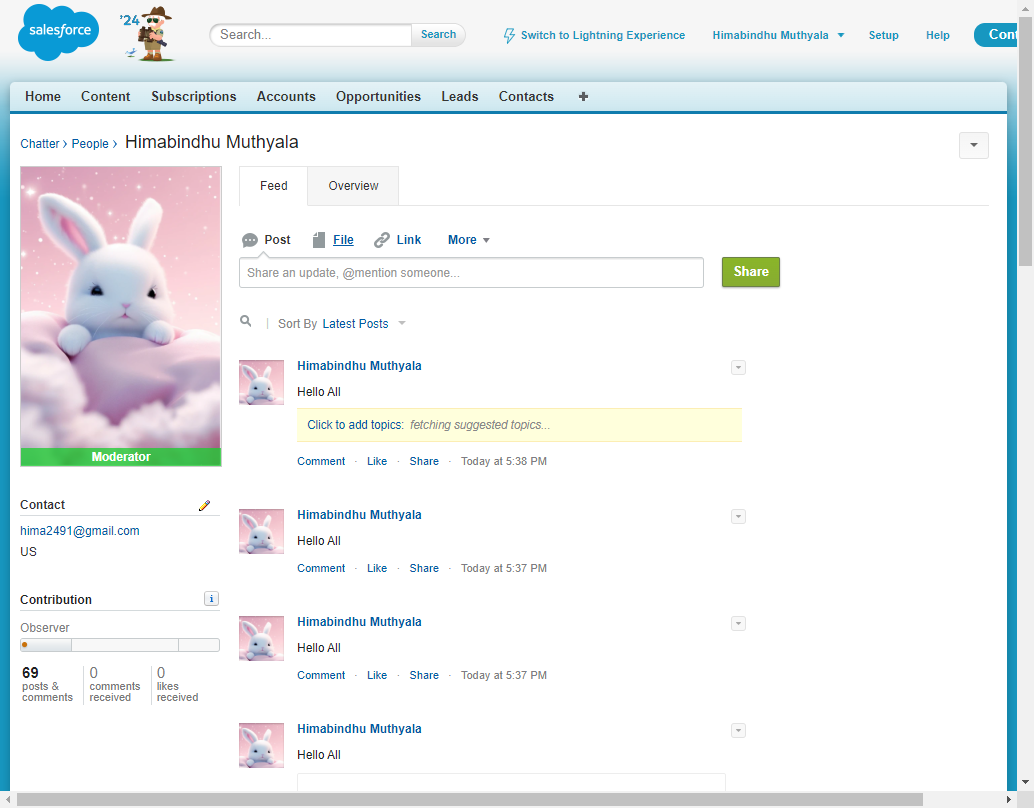 salesforce
'24
Search...
Search
Switch to Lightning Experience
Himabindhu Muthyala
Setup
Help
Cont
Home
Content
Subscriptions
Accounts
Opportunities
Leads
Contacts
+
Chatter › People › Himabindhu Muthyala
Feed
Overview
Post
File
Link
More
Share an update, @mention someone...
Share
Sort By Latest Posts
Himabindhu Muthyala
Hello All
Click to add topics: fetching suggested topics...
Comment · Like · Share · Today at 5:38 PM
Himabindhu Muthyala
Hello All
Comment · Like · Share · Today at 5:37 PM
Himabindhu Muthyala
Hello All
Comment · Like · Share · Today at 5:37 PM
Himabindhu Muthyala
Hello All
Moderator
Contact
hima2491@gmail.com
US
Contribution
i
Observer
69
posts &
comments
0
comments
received
0
likes
received